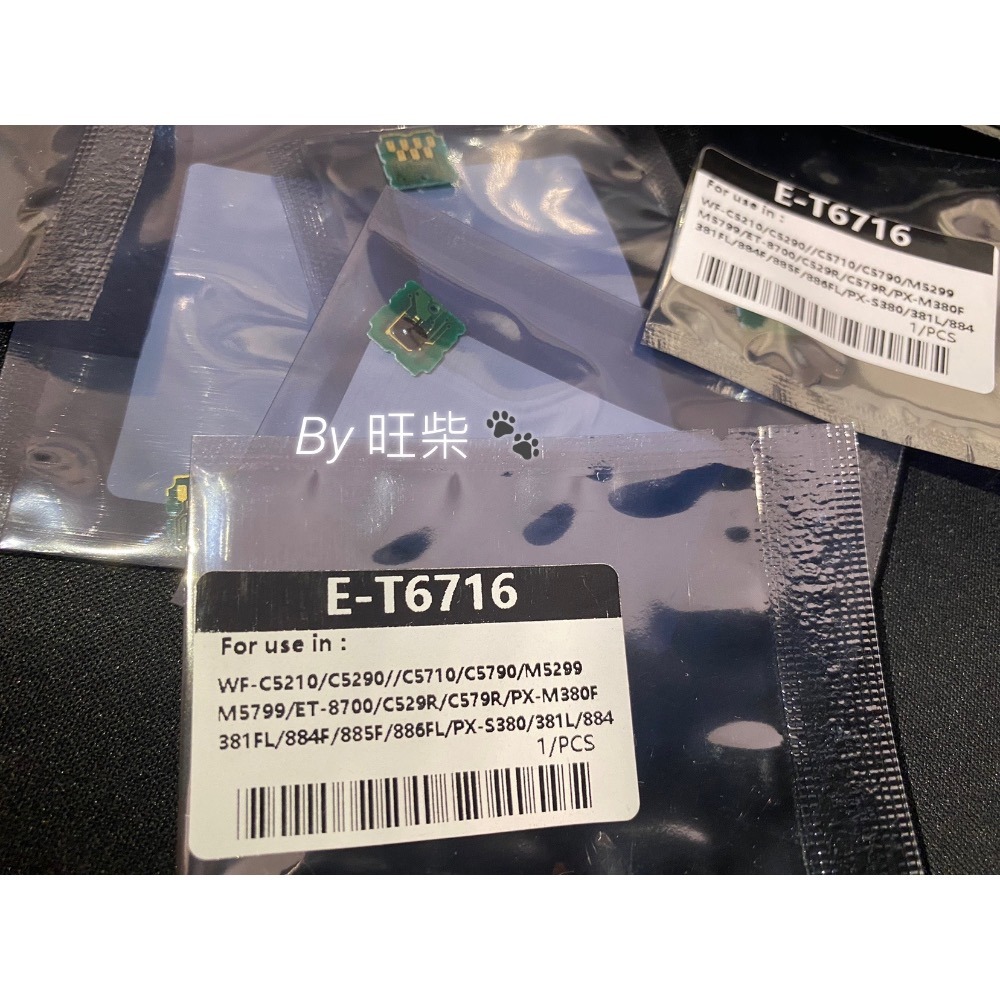 E-T6716
For use in :
WF-C5210/C5290//C5710/C5790/M5299
M5799/ET-8700/C529R/C579R/PX-M380F
381FL/884F/885F/886FL/PX-S380/381L/884
1/PCS
By 旺柴
E-T6716
For use in :
WF-C5210/C5290//C5710/C5790/M5299
M5799/ET-8700/C529R/C579R/PX-M380F
381FL/884F/885F/886FL/PX-S380/381L/884
1/PCS